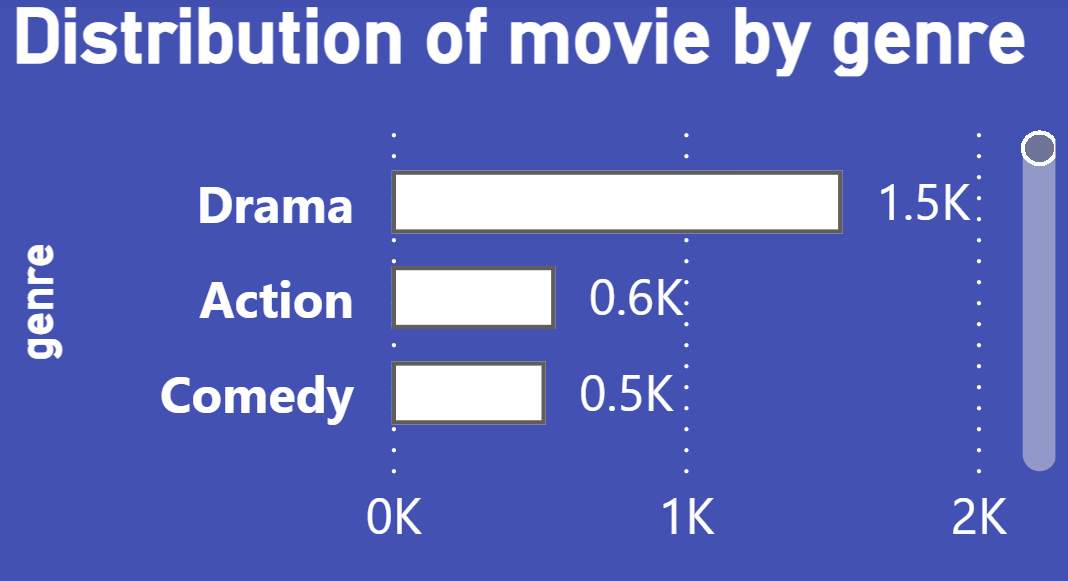 Distribution of movie by genre
genre
Drama 1.5K
Action 0.6K
Comedy 0.5K
0K 1K 2K